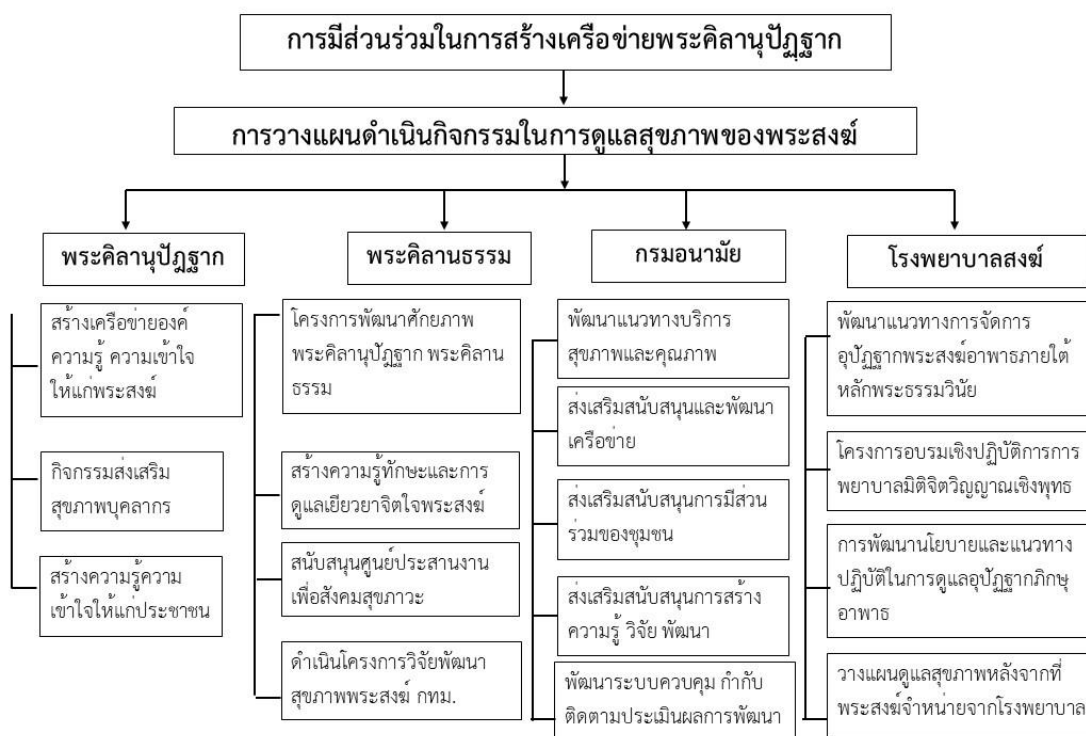 การมีส่วนร่วมในการสร้างเครือข่ายพระคิลานุปัฏฐาก
การวางแผนดำเนินกิจกรรมในการดูแลสุขภาพของพระสงฆ์
พระคิลานุปัฎฐาก
สร้างเครือข่ายองค์
ความรู้ ความเข้าใจ
ให้แก่พระสงฆ์
กิจกรรมส่งเสริม
สุขภาพบุคลากร
สร้างความรู้ความ
เข้าใจให้แก่ประชาชน
พระคิลานธรรม
โครงการพัฒนาศักยภาพ
พระคิลานุปัฎฐาก พระคิลาน
ธรรม
สร้างความรู้ทักษะและการ
ดูแลเยียวยาจิตใจพระสงฆ์
สนับสนุนศูนย์ประสานงาน
เพื่อสังคมสุขภาวะ
ดำเนินโครงการวิจัยพัฒนา
สุขภาพพระสงฆ์ กทม.
กรมอนามัย
พัฒนาแนวทางบริการ
สุขภาพและคุณภาพ
ส่งเสริมสนับสนุนและพัฒนา
เครือข่าย
ส่งเสริมสนับสนุนการมีส่วน
ร่วมของชุมชน
ส่งเสริมสนับสนุนการสร้าง
ความรู้ วิจัย พัฒนา
พัฒนาระบบควบคุม กำกับ
ติดตามประเมินผลการพัฒนา
โรงพยาบาลสงฆ์
พัฒนาแนวทางการจัดการ
อุปัฏฐากพระสงฆ์อาพาธภายใต้
หลักพระธรรมวินัย
โครงการอบรมเชิงปฏิบัติการการ
พยาบาลมิติจิตวิญญาณเชิงพุทธ
การพัฒนานโยบายและแนวทาง
ปฏิบัติในการดูแลอุปัฏฐากภิกษุ
อาพาธ
วางแผนดูแลสุขภาพหลังจากที่
พระสงฆ์จำหน่ายจากโรงพยาบาล